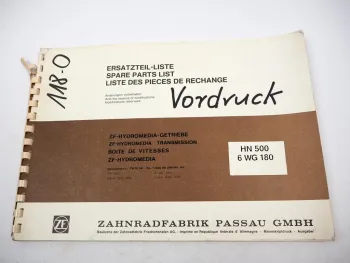 118-0
ERSATZTEIL-LISTE
SPARE PARTS LIST
LISTE DES PIECES DE RECHANGE
Vordruck
ZF-HYDROMEDIA-GETRIEBE
ZF-HYDROMEDIA TRANSMISSION
BOITE DE VITESSES
ZF-HYDROMEDIA
HN 500
6 WG 180
ZF
ZAHNRADFABRIK PASSAU GMBH